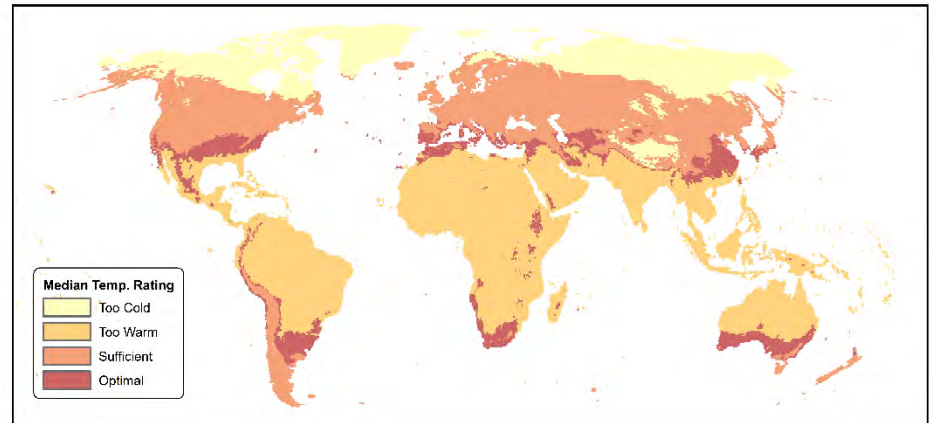 Median Temp. Rating
Too Cold
Too Warm
Sufficient
Optimal